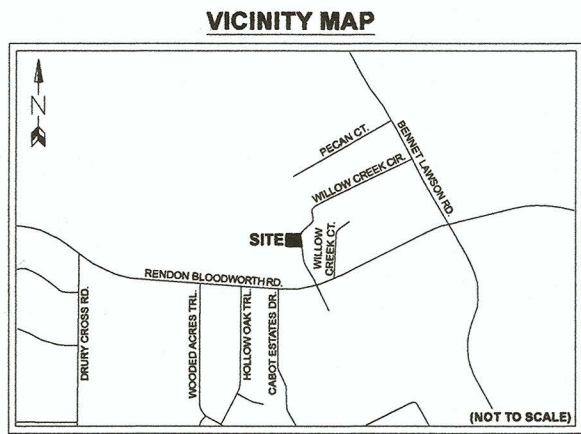 VICINITY MAP
N
PECAN CT.
BENNET LAWSON RD.
WILLOW CREEK CIR.
SITE
WILLOW
CREEK CT.
RENDON BLOODWORTH RD.
DRURY CROSS RD.
WOODED ACRES TRL.
HOLLOW OAK TRL.
CABOT ESTATES DR.
(NOT TO SCALE)